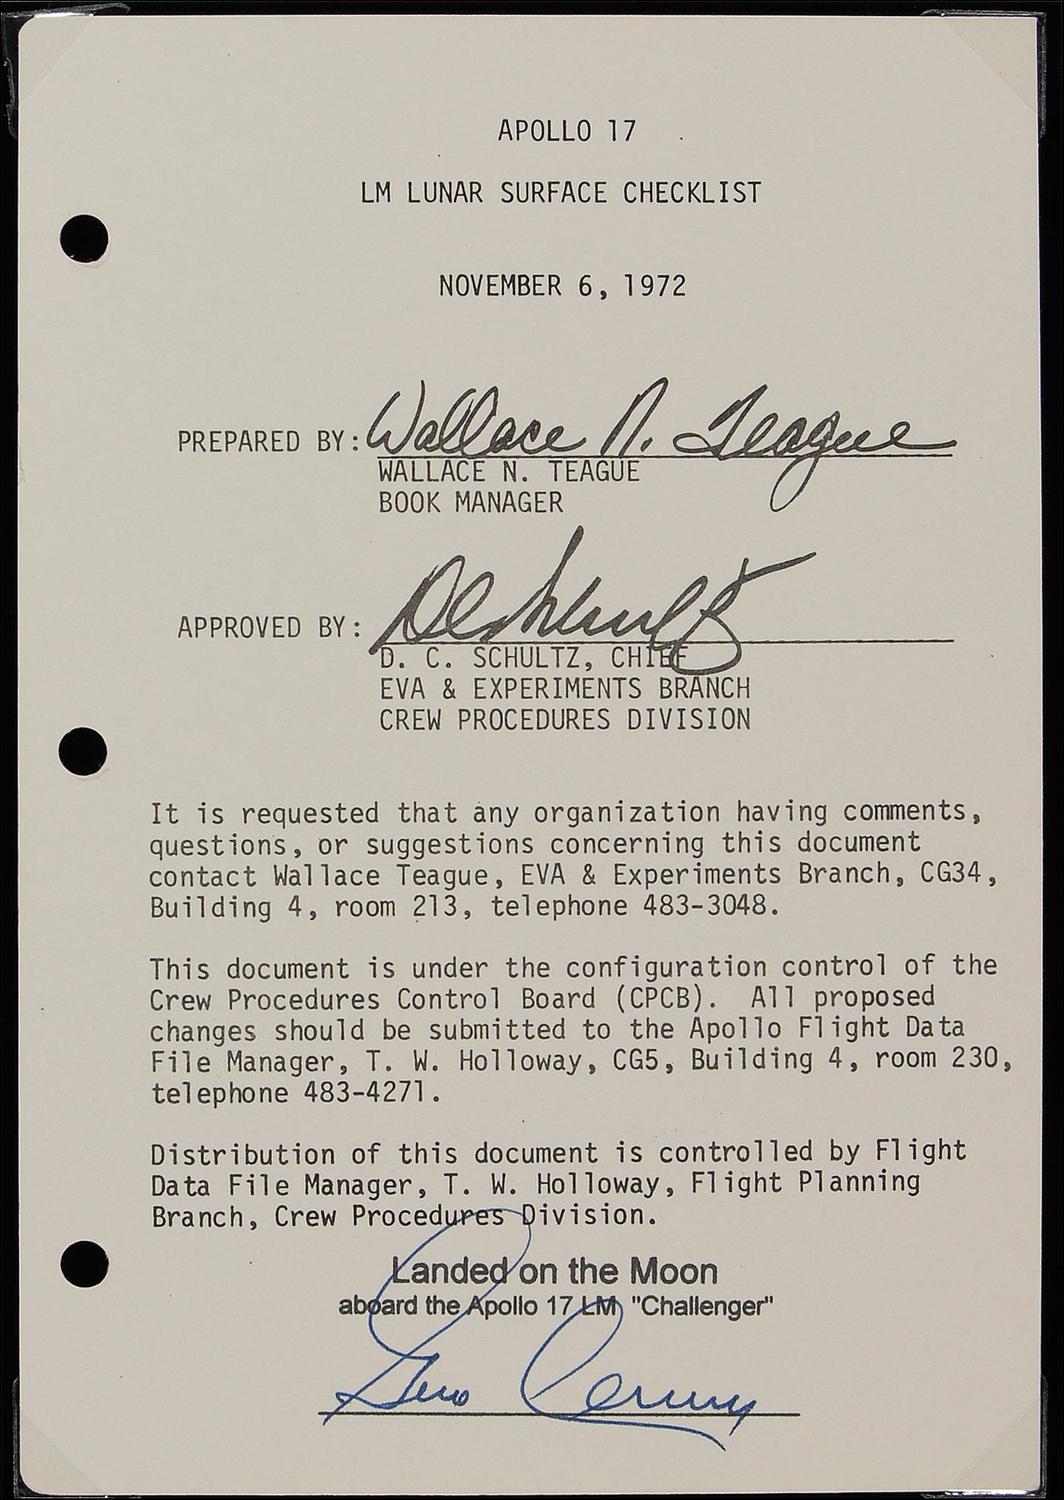 APOLLO 17
LM LUNAR SURFACE CHECKLIST
NOVEMBER 6, 1972
PREPARED BY: Wallace N. Teague
WALLACE N. TEAGUE
BOOK MANAGER
APPROVED BY: DCSchultz
D. C. SCHULTZ, CHIEF
EVA & EXPERIMENTS BRANCH
CREW PROCEDURES DIVISION
It is requested that any organization having comments,
questions, or suggestions concerning this document
contact Wallace Teague, EVA & Experiments Branch, CG34,
Building 4, room 213, telephone 483-3048.
This document is under the configuration control of the
Crew Procedures Control Board (CPCB).  All proposed
changes should be submitted to the Apollo Flight Data
File Manager, T. W. Holloway, CG5, Building 4, room 230,
telephone 483-4271.
Distribution of this document is controlled by Flight
Data File Manager, T. W. Holloway, Flight Planning
Branch, Crew Procedures Division.
Landed on the Moon
aboard the Apollo 17 LM "Challenger"
Gene Cernan